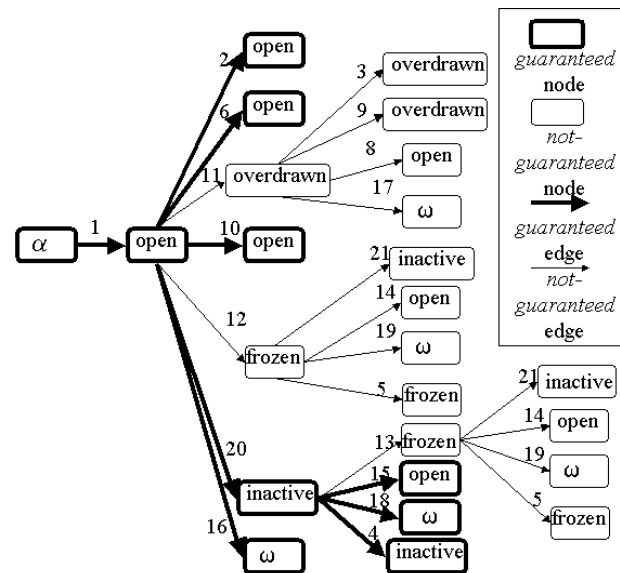 2
open
3
overdrawn
6
open
9
overdrawn
11
overdrawn
8
open
17
ω
α
1
open
10
open
21
inactive
14
open
12
frozen
19
ω
5
frozen
21
inactive
13
frozen
14
open
20
15
open
19
ω
inactive
18
ω
5
frozen
16
ω
4
inactive
guaranteed
node
not-
guaranteed
node
guaranteed
edge
not-
guaranteed
edge